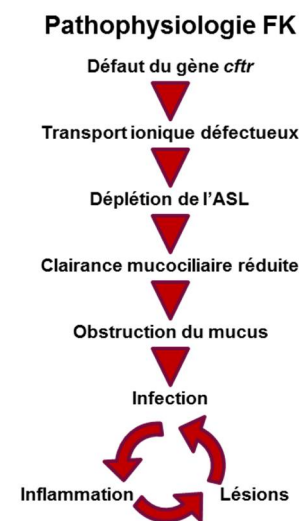 Pathophysiologie FK
Défaut du gène cftr
Transport ionique défectueux
Déplétion de l'ASL
Clairance mucociliaire réduite
Obstruction du mucus
Infection
Inflammation Lésions